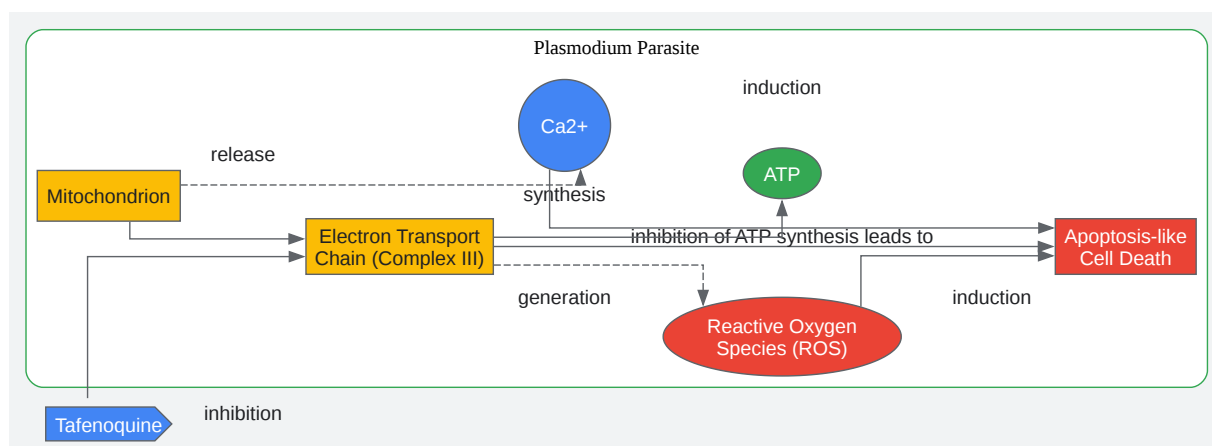 Plasmodium Parasite
induction
Ca2+
release
ATP
Mitochondrion
synthesis
Electron Transport
Chain (Complex III)
inhibition of ATP synthesis leads to
Apoptosis-like
Cell Death
generation
induction
Reactive Oxygen
Species (ROS)
Tafenoquine
inhibition